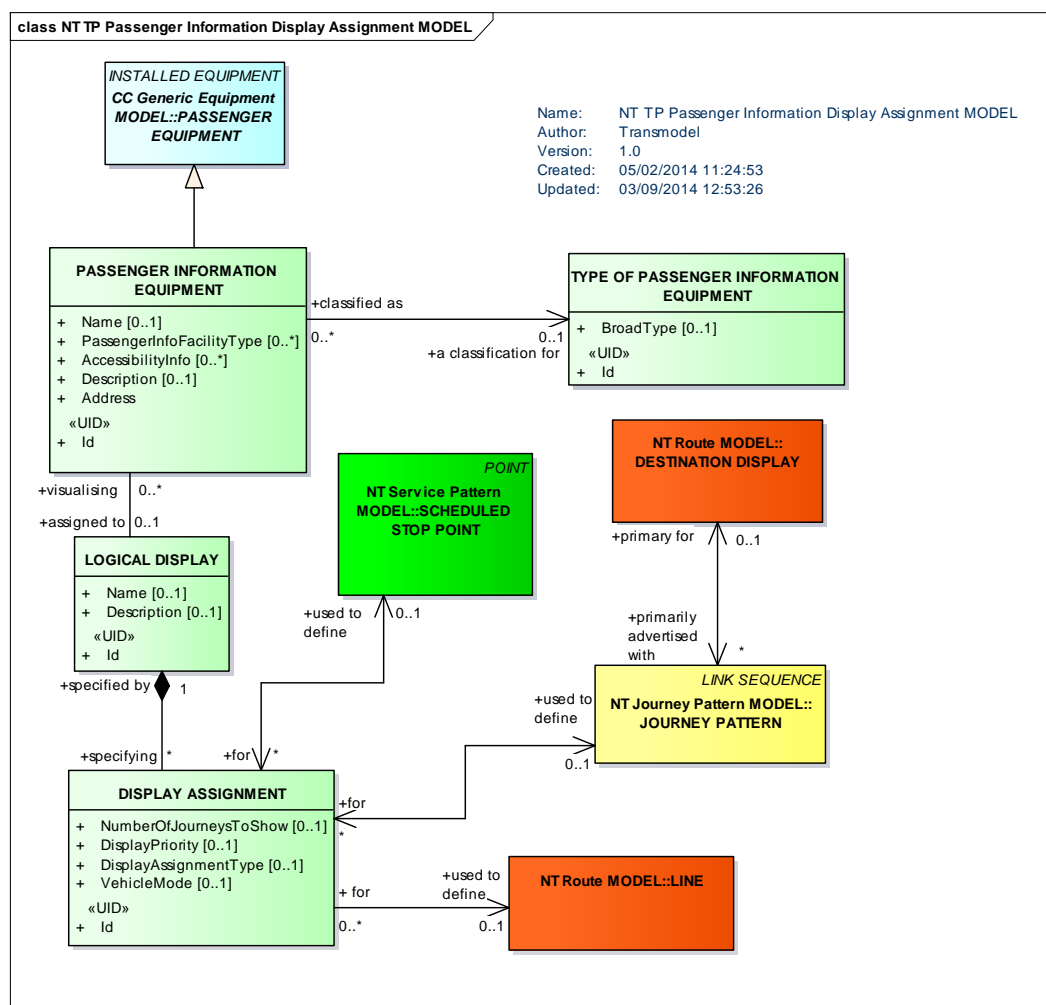 class NT TP Passenger Information Display Assignment MODEL
INSTALLED EQUIPMENT
CC Generic Equipment
MODEL::PASSENGER
EQUIPMENT
Name: NT TP Passenger Information Display Assignment MODEL
Author: Transmodel
Version: 1.0
Created: 05/02/2014 11:24:53
Updated: 03/09/2014 12:53:26
PASSENGER INFORMATION
EQUIPMENT
+ Name [0..1]
+ PassengerInfoFacilityType [0..*]
+ AccessibilityInfo [0..*]
+ Description [0..1]
+ Address
«UID»
+ Id
+classified as
0..*
0..1
+a classification for
TYPE OF PASSENGER INFORMATION
EQUIPMENT
+ BroadType [0..1]
«UID»
+ Id
+visualising 0..*
+assigned to 0..1
LOGICAL DISPLAY
+ Name [0..1]
+ Description [0..1]
«UID»
+ Id
+specified by 1
+specifying *
POINT
NT Service Pattern
MODEL::SCHEDULED
STOP POINT
+used to
define
0..1
+for *
NT Route MODEL::
DESTINATION DISPLAY
+primary for 0..1
+primarily
advertised
with *
LINK SEQUENCE
NT Journey Pattern MODEL::
JOURNEY PATTERN
+used to
define
0..1
+for
*
DISPLAY ASSIGNMENT
+ NumberOfJourneysToShow [0..1]
+ DisplayPriority [0..1]
+ DisplayAssignmentType [0..1]
+ VehicleMode [0..1]
«UID»
+ Id
+ for
0..*
+used to
define
0..1
NT Route MODEL::LINE